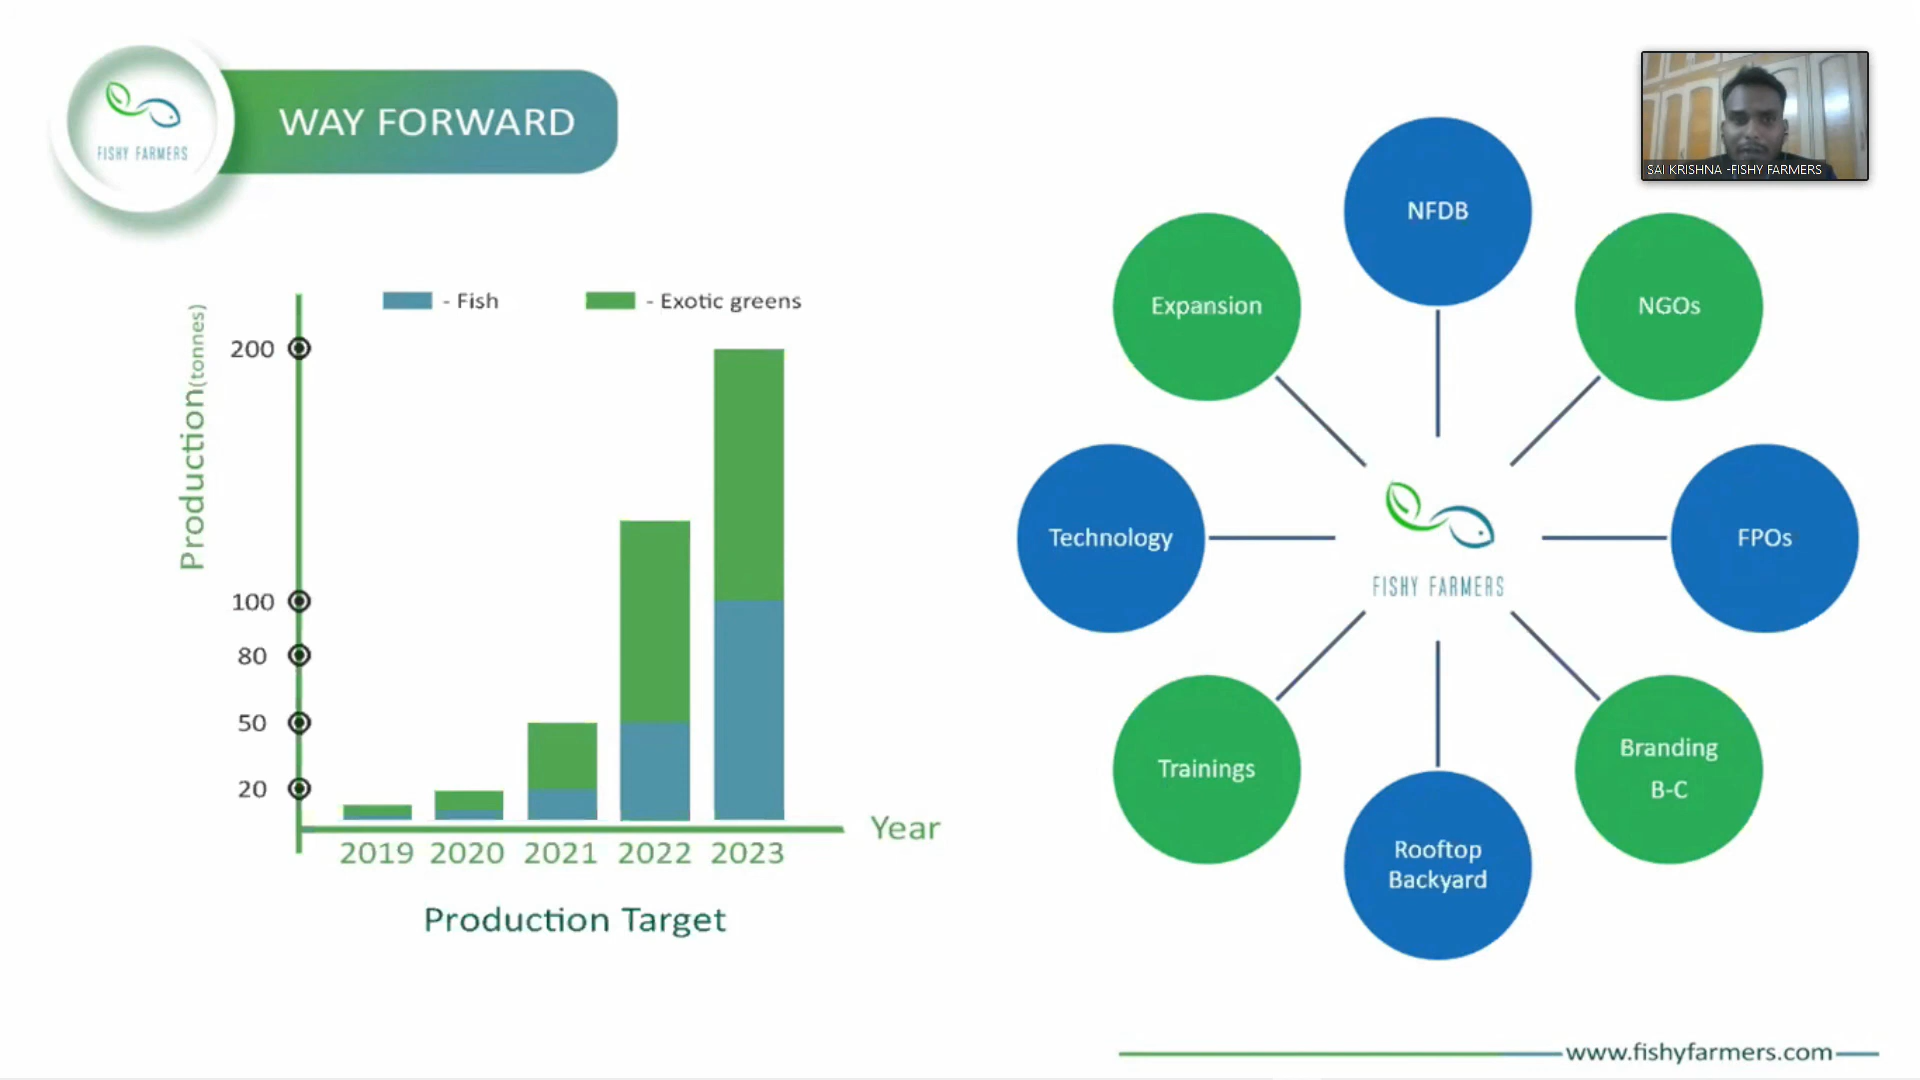 FISHY FARMERS
WAY FORWARD
SAI KRISHNA -FISHY FARMERS
- Fish
- Exotic greens
Production(tonnes)
200
100
80
50
20
2019 2020 2021 2022 2023
Year
Production Target
NFDB
Expansion
NGOs
Technology
FISHY FARMERS
FPOs
Trainings
Branding
B-C
Rooftop
Backyard
www.fishyfarmers.com